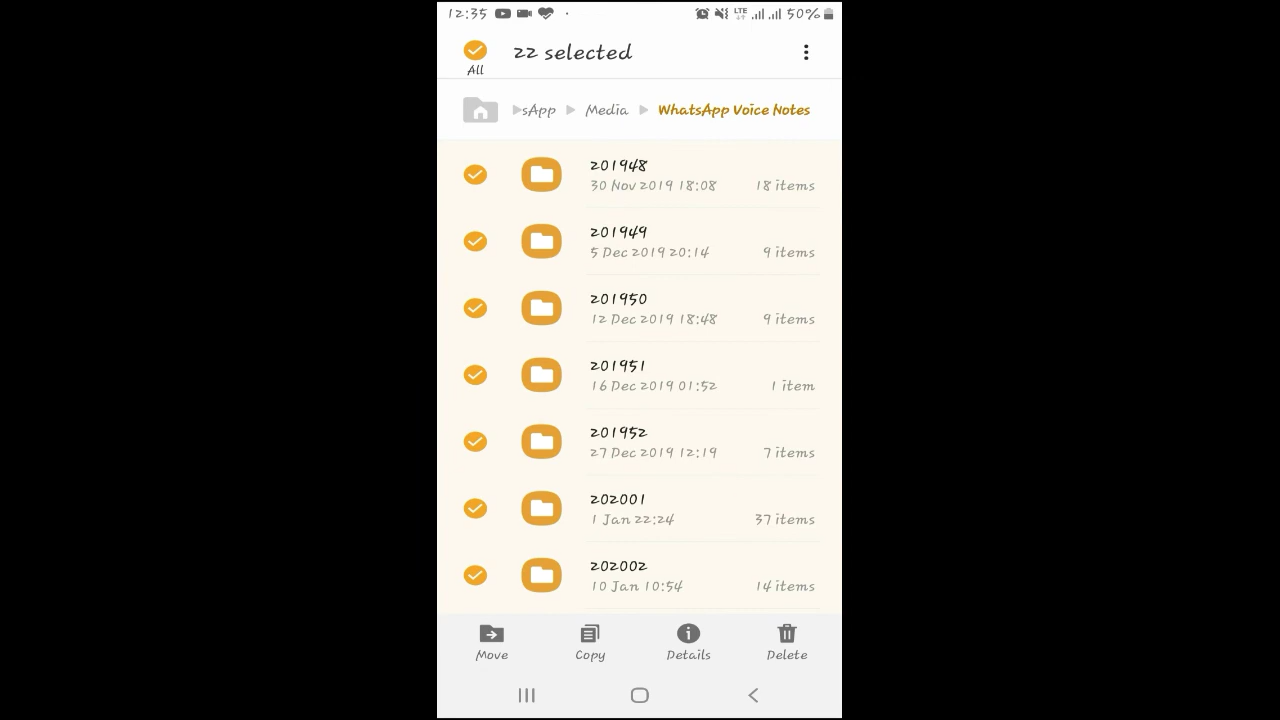 12:35
LTE
50%
All
22 selected
sApp Media WhatsApp Voice Notes
201948
30 Nov 2019 18:08 18 items
201949
5 Dec 2019 20:14 9 items
201950
12 Dec 2019 18:48 9 items
201951
16 Dec 2019 01:52 1 item
201952
27 Dec 2019 12:19 7 items
202001
1 Jan 22:24 37 items
202002
10 Jan 10:54 14 items
Move Copy Details Delete